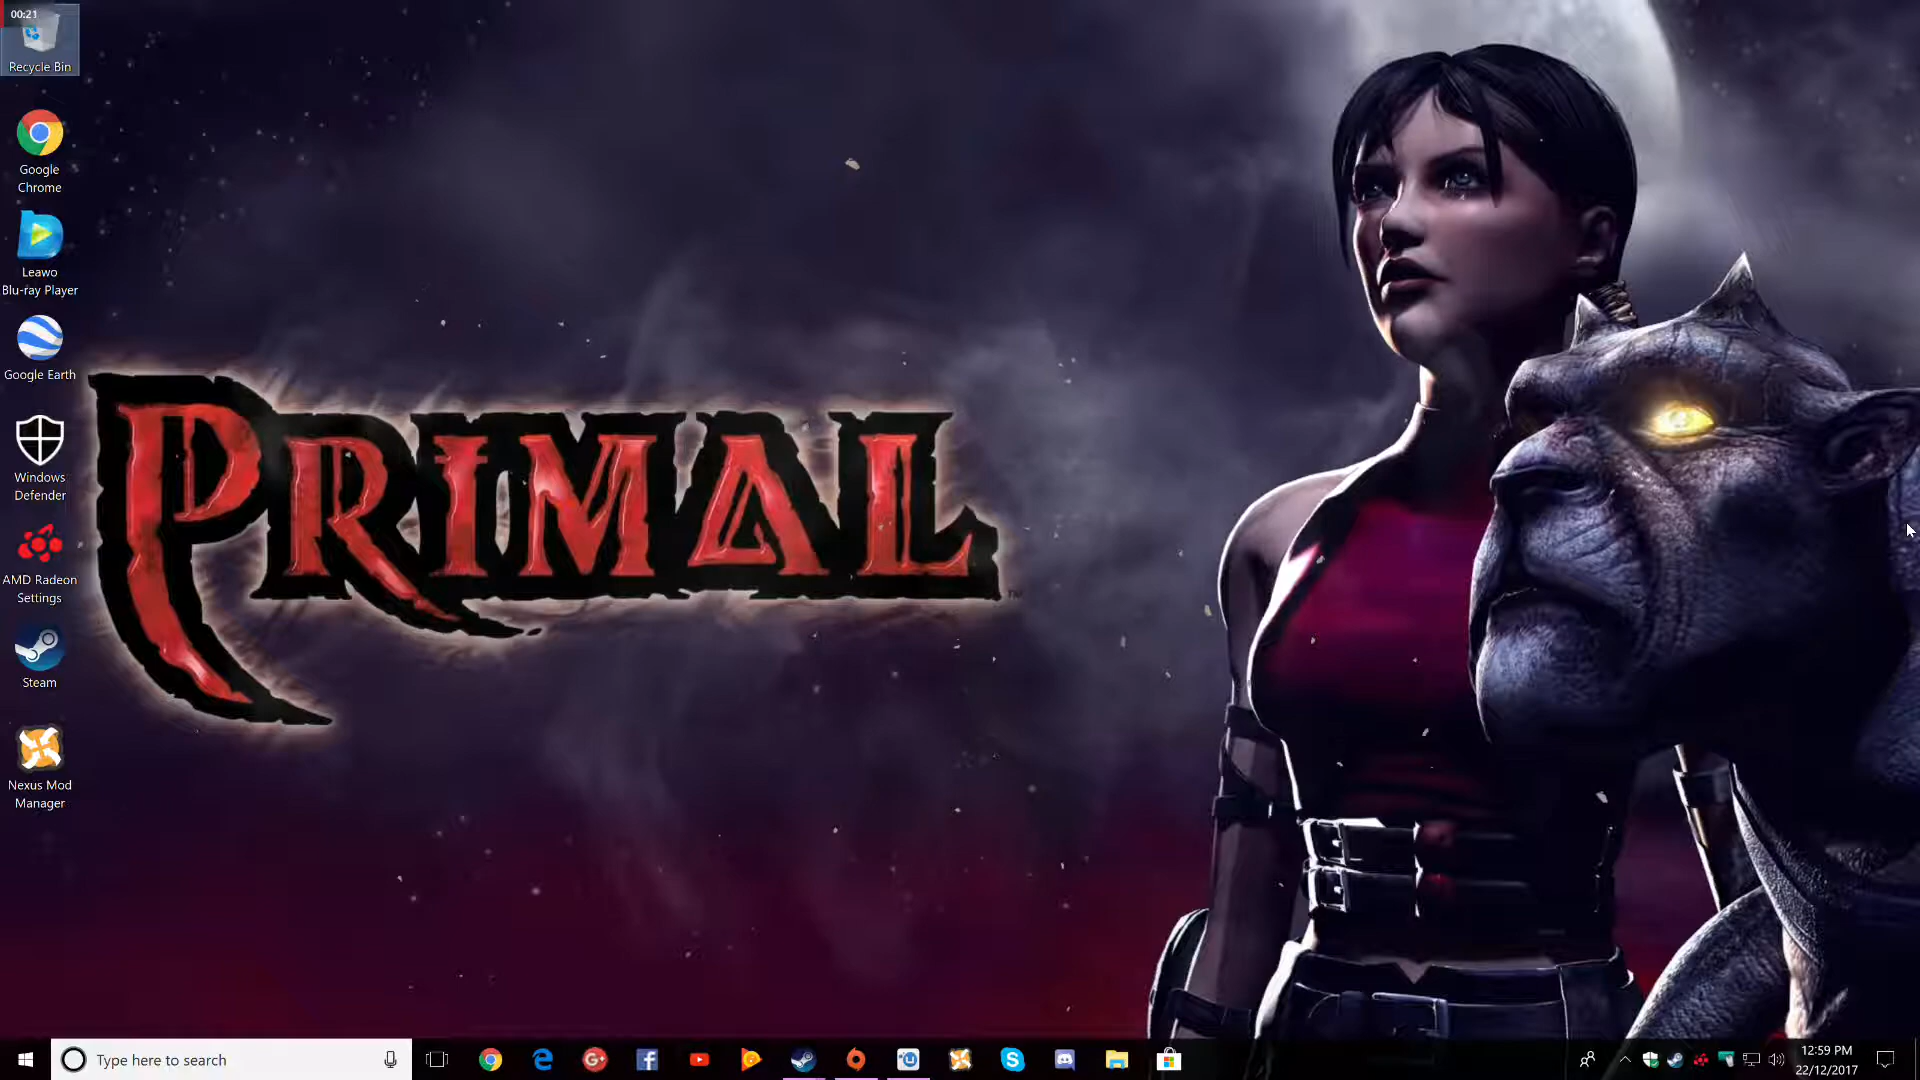 00:21
Recycle Bin
Google
Chrome
Leawo
Blu-ray Player
Google Earth
Windows
Defender
AMD Radeon
Settings
Steam
Nexus Mod
Manager
PRIMAL
TM
Type here to search
12:59 PM
22/12/2017